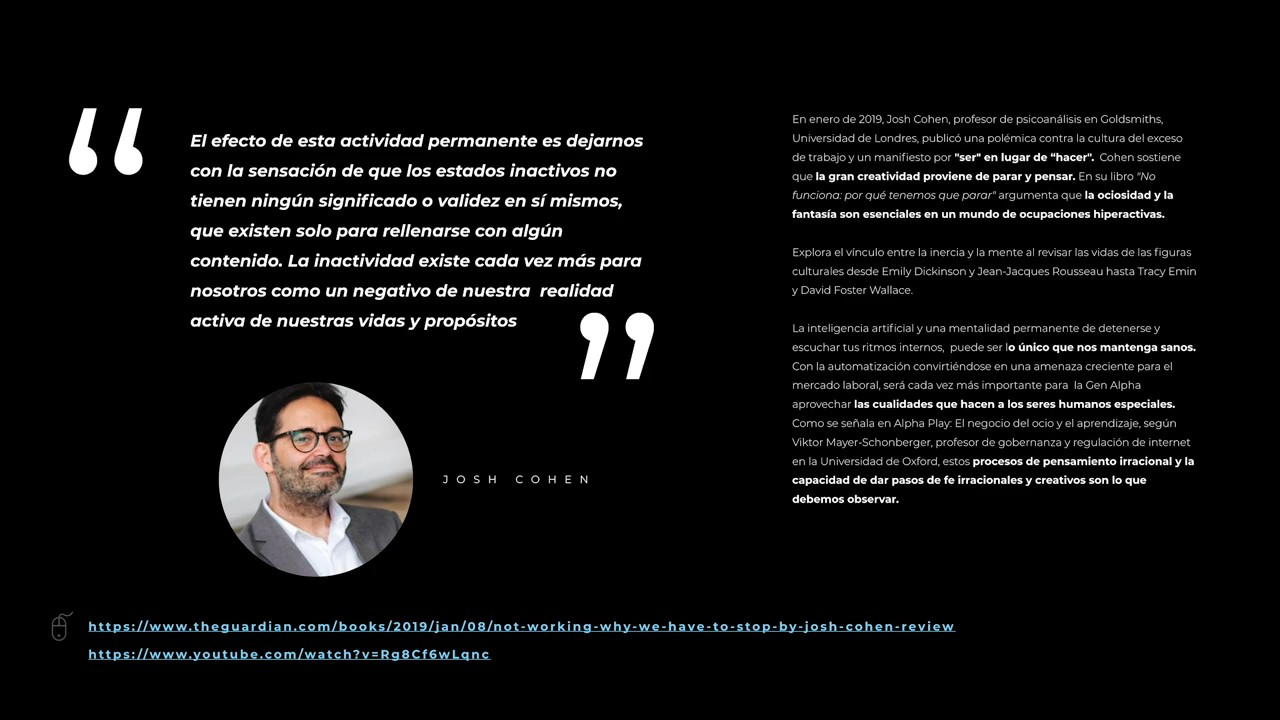 “
El efecto de esta actividad permanente es dejarnos
con la sensación de que los estados inactivos no
tienen ningún significado o validez en sí mismos,
que existen solo para rellenarse con algún
contenido. La inactividad existe cada vez más para
nosotros como un negativo de nuestra  realidad
activa de nuestras vidas y propósitos
”
JOSH COHEN
En enero de 2019, Josh Cohen, profesor de psicoanálisis en Goldsmiths,
Universidad de Londres, publicó una polémica contra la cultura del exceso
de trabajo y un manifiesto por "ser" en lugar de “hacer".  Cohen sostiene
que la gran creatividad proviene de parar y pensar. En su libro "No
funciona: por qué tenemos que parar" argumenta que la ociosidad y la
fantasía son esenciales en un mundo de ocupaciones hiperactivas.
Explora el vínculo entre la inercia y la mente al revisar las vidas de las figuras
culturales desde Emily Dickinson y Jean-Jacques Rousseau hasta Tracy Emin
y David Foster Wallace.
La inteligencia artificial y una mentalidad permanente de detenerse y
escuchar tus ritmos internos,  puede ser lo único que nos mantenga sanos.
Con la automatización convirtiéndose en una amenaza creciente para el
mercado laboral, será cada vez más importante para  la Gen Alpha
aprovechar las cualidades que hacen a los seres humanos especiales.
Como se señala en Alpha Play: El negocio del ocio y el aprendizaje, según
Viktor Mayer-Schonberger, profesor de gobernanza y regulación de internet
en la Universidad de Oxford, estos procesos de pensamiento irracional y la
capacidad de dar pasos de fe irracionales y creativos son lo que
debemos observar.
https://www.theguardian.com/books/2019/jan/08/not-working-why-we-have-to-stop-by-josh-cohen-review
https://www.youtube.com/watch?v=Rg8Cf6wLqnc